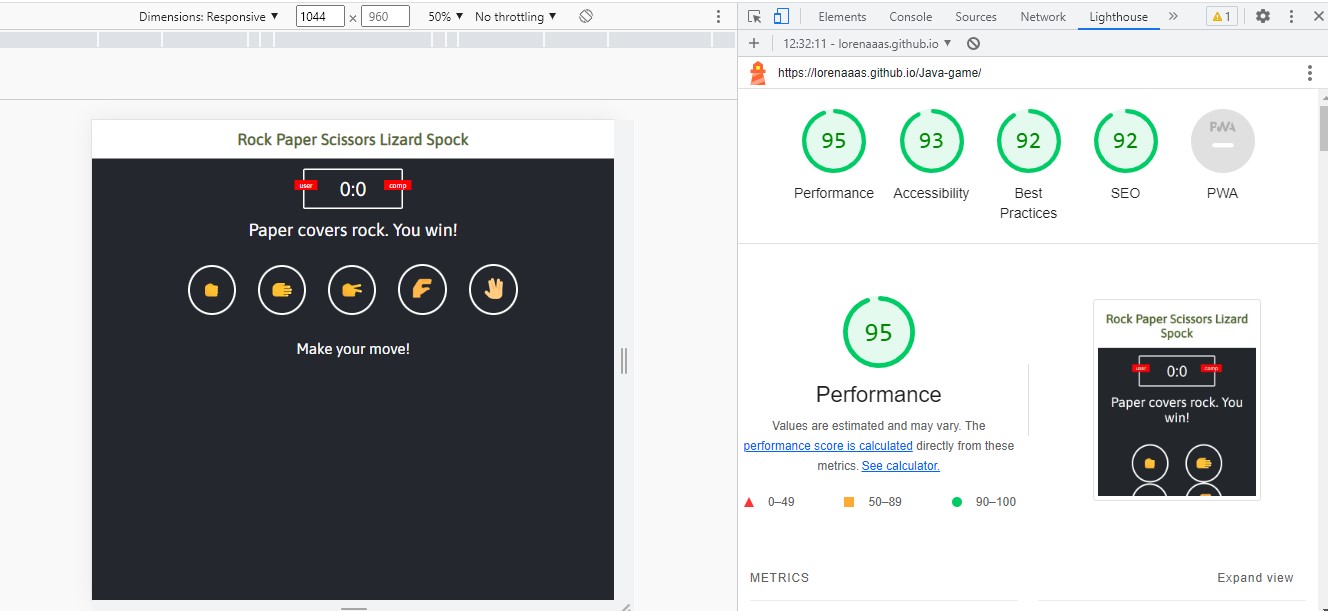 Dimensions: Responsive ▼ 1044 × 960 50% ▼ No throttling ▼
Elements Console Sources Network Lighthouse » 1
+ 12:32:11 - lorenaaas.github.io ▼
https://lorenaaas.github.io/Java-game/
Rock Paper Scissors Lizard Spock
user 0:0 comp
Paper covers rock. You win!
Make your move!
95 93 92 92 PWA
Performance Accessibility Best Practices SEO PWA
95
Performance
Values are estimated and may vary. The
performance score is calculated directly from these
metrics. See calculator.
0–49 50–89 90–100
Rock Paper Scissors Lizard
Spock
user 0:0 comp
Paper covers rock. You
win!
METRICS
Expand view